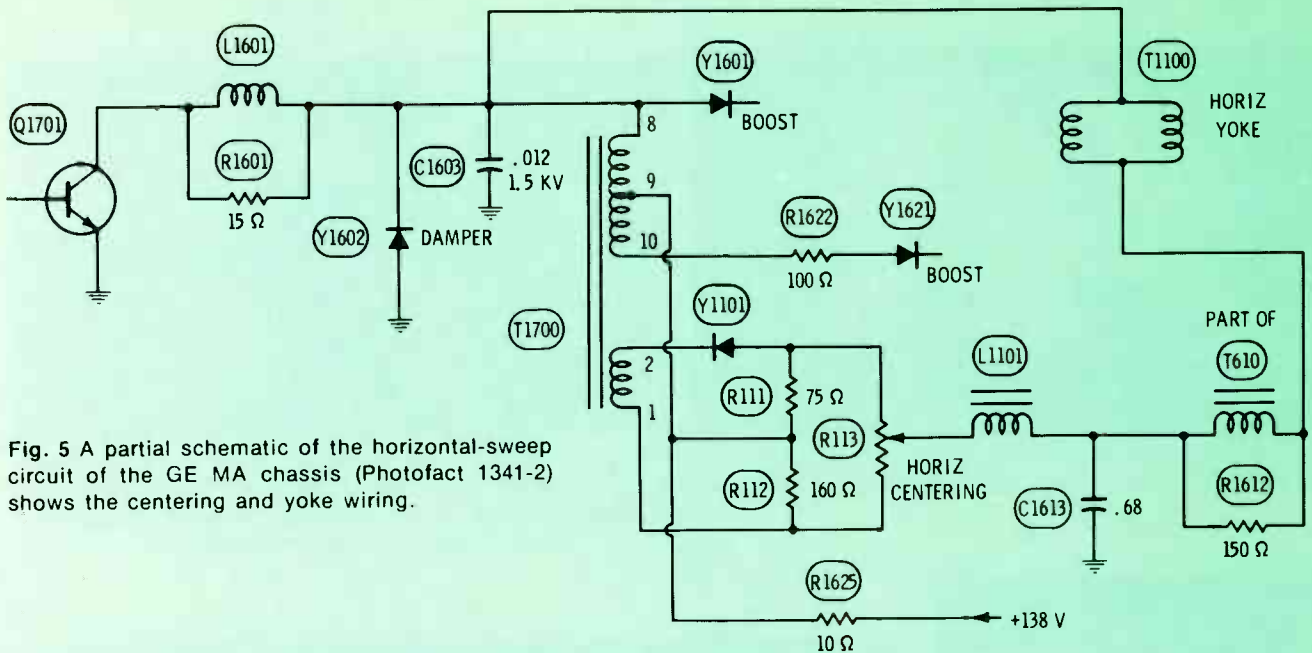 L1601
Y1601
T1100
Q1701
BOOST
HORIZ
YOKE
R1601
15 Ω
C1603
.012
1.5 KV
8
9
10
Y1602
DAMPER
R1622
100 Ω
Y1621
BOOST
T1700
Y1101
2
1
R111
75 Ω
R112
160 Ω
R113
HORIZ
CENTERING
L1101
PART OF
T610
C1613
.68
R1612
150 Ω
R1625
10 Ω
+138 V
Fig. 5 A partial schematic of the horizontal-sweep
circuit of the GE MA chassis (Photofact 1341-2)
shows the centering and yoke wiring.